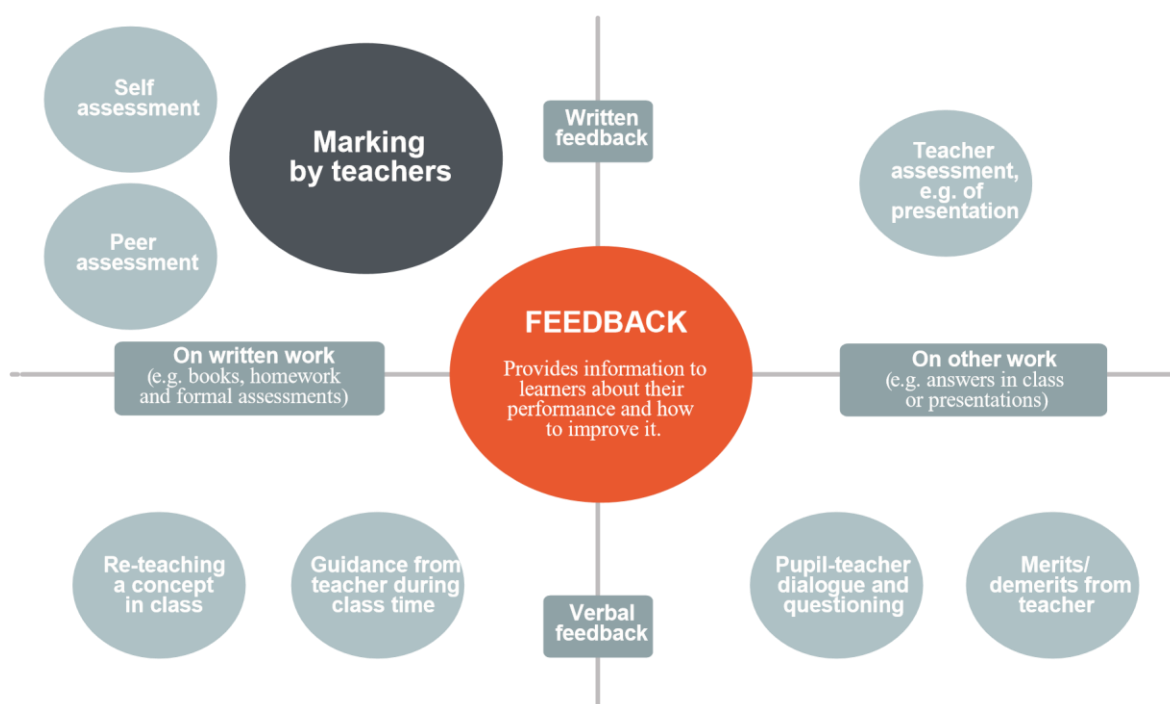 Self
assessment
Marking
by teachers
Written
feedback
Teacher
assessment,
e.g. of
presentation
Peer
assessment
FEEDBACK
Provides information to
learners about their
performance and how
to improve it.
On written work
(e.g. books, homework
and formal assessments)
On other work
(e.g. answers in class
or presentations)
Re-teaching
a concept
in class
Guidance from
teacher during
class time
Verbal
feedback
Pupil-teacher
dialogue and
questioning
Merits/
demerits from
teacher